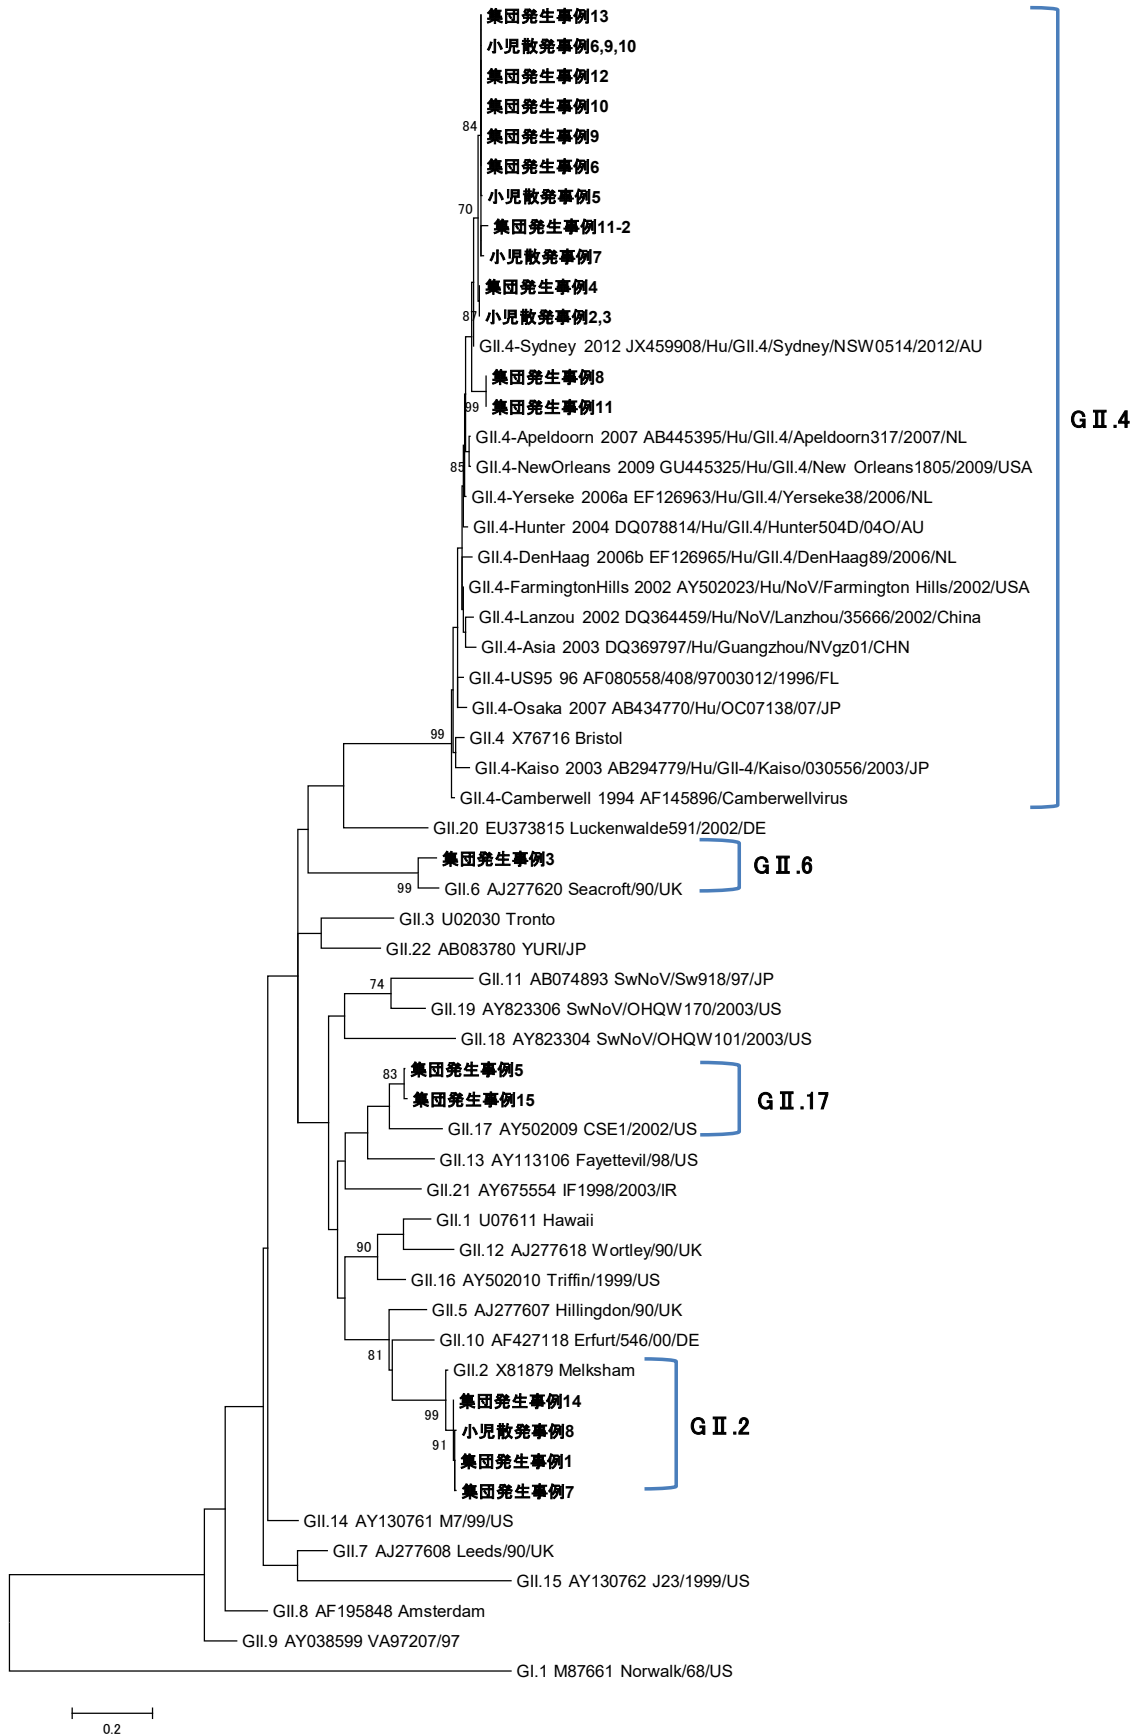 集団発生事例13
小児散発事例6,9,10
集団発生事例12
集団発生事例10
84
集団発生事例9
集団発生事例6
小児散発事例5
70
集団発生事例11-2
小児散発事例7
集団発生事例4
87
小児散発事例2,3
GII.4-Sydney 2012 JX459908/Hu/GII.4/Sydney/NSW0514/2012/AU
集団発生事例8
99
集団発生事例11
GⅡ.4
GII.4-Apeldoorn 2007 AB445395/Hu/GII.4/Apeldoorn317/2007/NL
85
GII.4-NewOrleans 2009 GU445325/Hu/GII.4/New Orleans1805/2009/USA
GII.4-Yerseke 2006a EF126963/Hu/GII.4/Yerseke38/2006/NL
GII.4-Hunter 2004 DQ078814/Hu/GII.4/Hunter504D/04O/AU
GII.4-DenHaag 2006b EF126965/Hu/GII.4/DenHaag89/2006/NL
GII.4-FarmingtonHills 2002 AY502023/Hu/NoV/Farmington Hills/2002/USA
GII.4-Lanzou 2002 DQ364459/Hu/NoV/Lanzhou/35666/2002/China
GII.4-Asia 2003 DQ369797/Hu/Guangzhou/NVgz01/CHN
GII.4-US95 96 AF080558/408/97003012/1996/FL
GII.4-Osaka 2007 AB434770/Hu/OC07138/07/JP
99
GII.4 X76716 Bristol
GII.4-Kaiso 2003 AB294779/Hu/GII-4/Kaiso/030556/2003/JP
GII.4-Camberwell 1994 AF145896/Camberwellvirus
GII.20 EU373815 Luckenwalde591/2002/DE
集団発生事例3
GⅡ.6
99
GII.6 AJ277620 Seacroft/90/UK
GII.3 U02030 Tronto
GII.22 AB083780 YURI/JP
74
GII.11 AB074893 SwNoV/Sw918/97/JP
GII.19 AY823306 SwNoV/OHQW170/2003/US
GII.18 AY823304 SwNoV/OHQW101/2003/US
83
集団発生事例5
集団発生事例15
GⅡ.17
GII.17 AY502009 CSE1/2002/US
GII.13 AY113106 Fayettevil/98/US
GII.21 AY675554 IF1998/2003/IR
GII.1 U07611 Hawaii
90
GII.12 AJ277618 Wortley/90/UK
GII.16 AY502010 Triffin/1999/US
GII.5 AJ277607 Hillingdon/90/UK
GII.10 AF427118 Erfurt/546/00/DE
81
GII.2 X81879 Melksham
集団発生事例14
99
小児散発事例8
GⅡ.2
91
集団発生事例1
集団発生事例7
GII.14 AY130761 M7/99/US
GII.7 AJ277608 Leeds/90/UK
GII.15 AY130762 J23/1999/US
GII.8 AF195848 Amsterdam
GII.9 AY038599 VA97207/97
GI.1 M87661 Norwalk/68/US
0.2